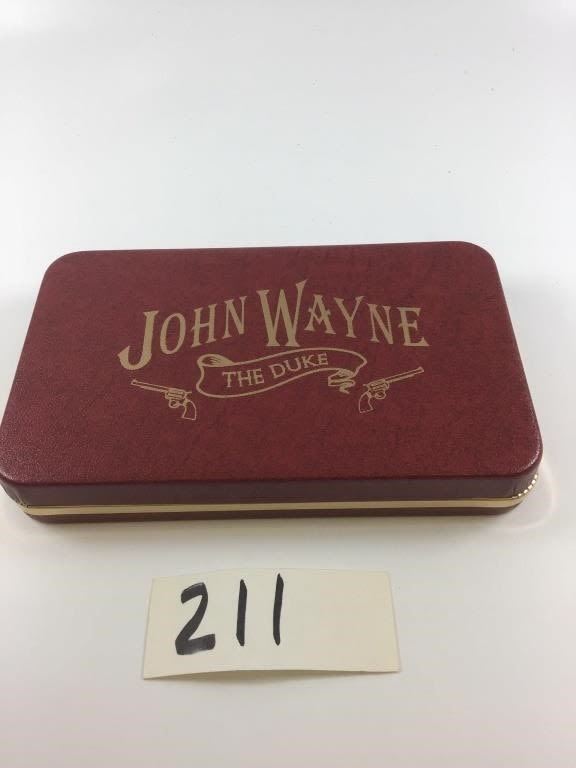 JOHN WAYNE
THE DUKE
211